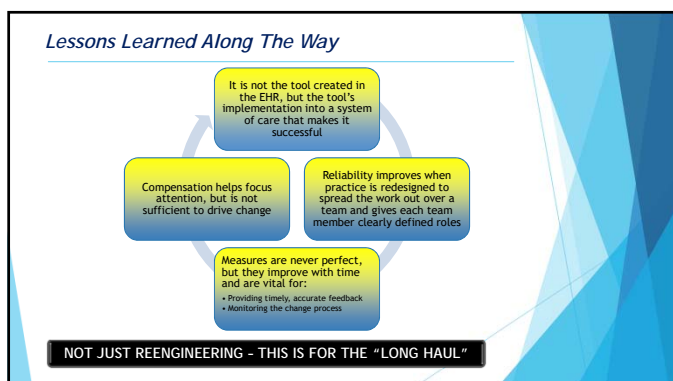 Lessons Learned Along The Way
It is not the tool created in
the EHR, but the tool's
implementation into a system
of care that makes it
successful
Reliability improves when
practice is redesigned to
spread the work out over a
team and gives each team
member clearly defined roles
Measures are never perfect,
but they improve with time
and are vital for:
• Providing timely, accurate feedback
• Monitoring the change process
Compensation helps focus
attention, but is not
sufficient to drive change
NOT JUST REENGINEERING - THIS IS FOR THE "LONG HAUL"